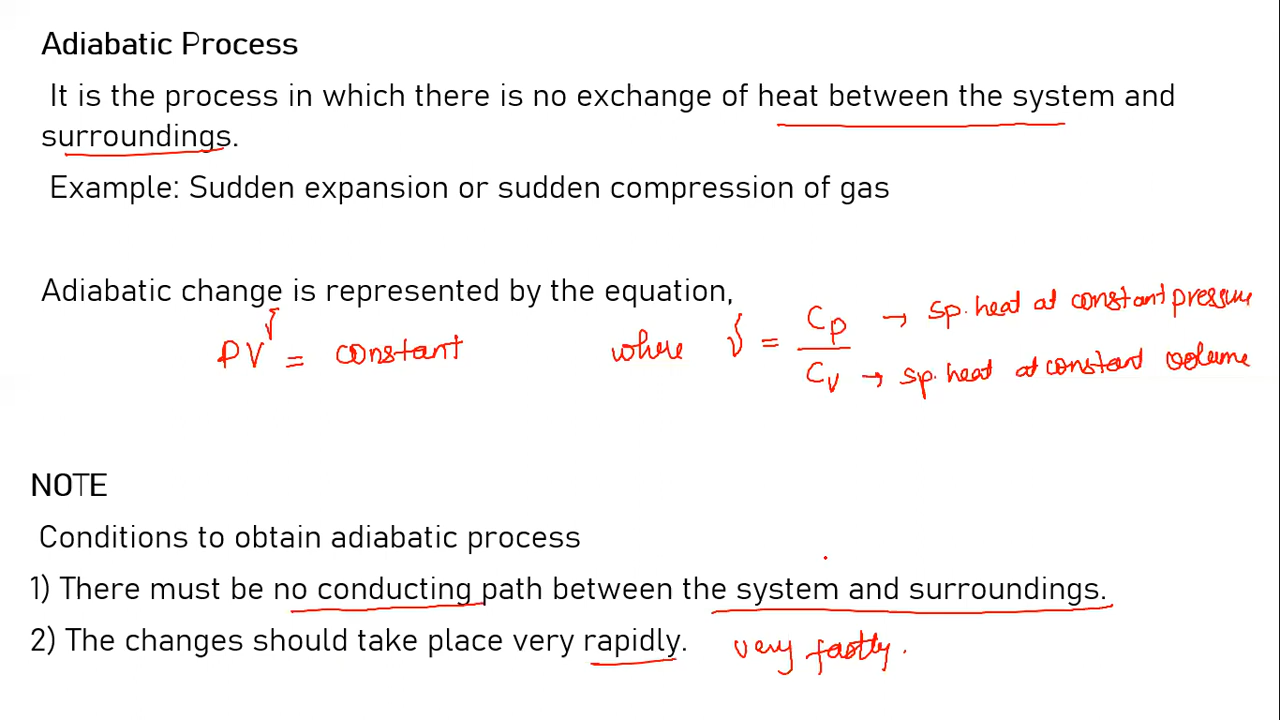 Adiabatic Process
It is the process in which there is no exchange of heat between the system and
surroundings.
Example: Sudden expansion or sudden compression of gas
Adiabatic change is represented by the equation,
PV^γ = constant where γ = Cp → sp. heat at constant pressure
Cv → sp. heat at constant volume
NOTE
Conditions to obtain adiabatic process
1) There must be no conducting path between the system and surroundings.
2) The changes should take place very rapidly. very fastly.